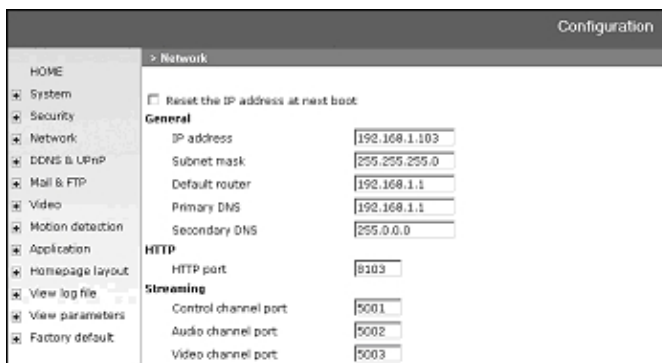 Configuration
> Network
HOME
System
Security
Network
DDNS & UPnP
Mail & FTP
Video
Motion detection
Application
Homepage layout
View log file
View parameters
Factory default
Reset the IP address at next boot
General
IP address 192.168.1.103
Subnet mask 255.255.255.0
Default router 192.168.1.1
Primary DNS 192.168.1.1
Secondary DNS 255.0.0.0
HTTP
HTTP port 8103
Streaming
Control channel port 5001
Audio channel port 5002
Video channel port 5003